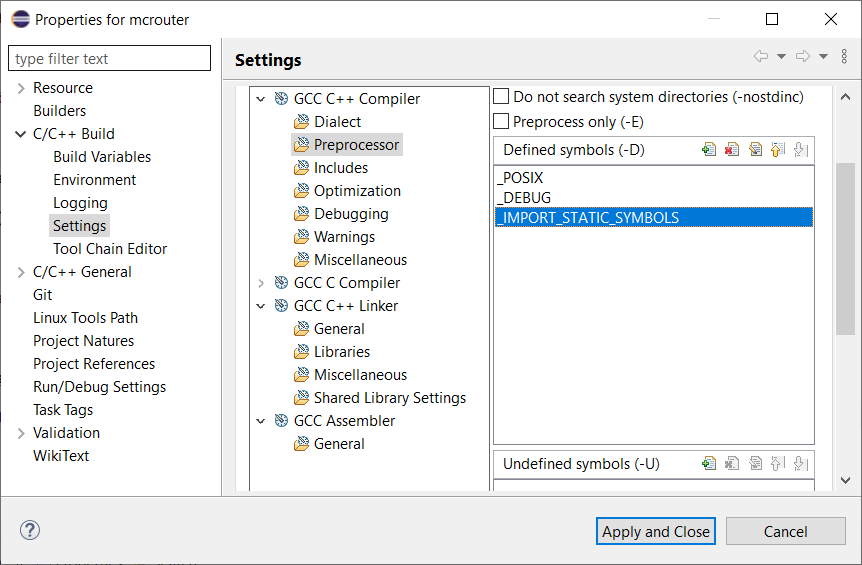 Properties for mcrouter
type filter text
Resource
Builders
C/C++ Build
Build Variables
Environment
Logging
Settings
Tool Chain Editor
C/C++ General
Git
Linux Tools Path
Project Natures
Project References
Run/Debug Settings
Task Tags
Validation
WikiText
Settings
GCC C++ Compiler
Dialect
Preprocessor
Includes
Optimization
Debugging
Warnings
Miscellaneous
GCC C Compiler
GCC C++ Linker
General
Libraries
Miscellaneous
Shared Library Settings
GCC Assembler
General
Do not search system directories (-nostdinc)
Preprocess only (-E)
Defined symbols (-D)
_POSIX
_DEBUG
_IMPORT_STATIC_SYMBOLS
Undefined symbols (-U)
Apply and Close
Cancel